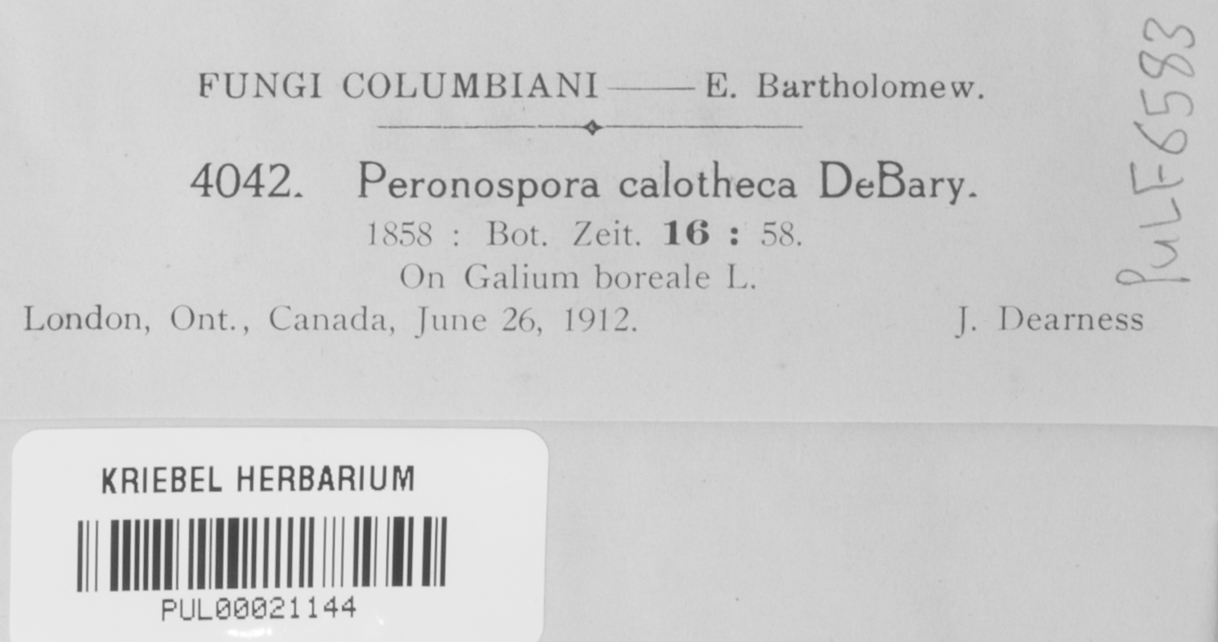 FUNGI COLUMBIANI —— E. Bartholomew.
4042. Peronospora calotheca DeBary.
1858 : Bot. Zeit. 16 : 58.
On Galium boreale L.
London, Ont., Canada, June 26, 1912. J. Dearness
PuLF6583
KRIEBEL HERBARIUM
PUL00021144